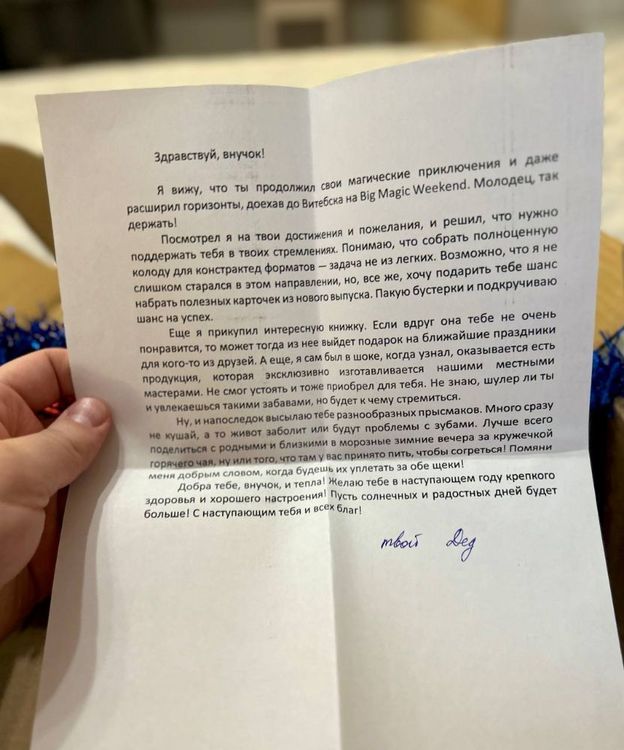 Здравствуй, внучок!
Я вижу, что ты продолжил свои магические приключения и даже
расширил горизонты, доехав до Витебска на Big Magic Weekend. Молодец, так
держать!
Посмотрел я на твои достижения и пожелания, и решил, что нужно
поддержать тебя в твоих стремлениях. Понимаю, что собрать полноценную
колоду для констрактед форматов — задача не из легких. Возможно, что я не
слишком старался в этом направлении, но, все же, хочу подарить тебе шанс
набрать полезных карточек из нового выпуска. Пакую бустерки и подкручиваю
шанс на успех.
Еще я прикупил интересную книжку. Если вдруг она тебе не очень
понравится, то может тогда из нее выйдет подарок на ближайшие праздники
для кого-то из друзей. А еще, я сам был в шоке, когда узнал, оказывается есть
продукция, которая эксклюзивно изготавливается нашими местными
мастерами. Не смог устоять и тоже приобрел для тебя. Не знаю, шулер ли ты
и увлекаешься такими забавами, но будет к чему стремиться.
Ну, и напоследок высылаю тебе разнообразных прысмаков. Много сразу
не кушай, а то живот заболит или будут проблемы с зубами. Лучше всего
поделиться с родными и близкими в морозные зимние вечера за кружечкой
горячего чая, ну или того, что там у вас принято пить, чтобы согреться! Помяни
меня добрым словом, когда будешь их уплетать за обе щеки!
Добра тебе, внучок, и тепла! Желаю тебе в наступающем году крепкого
здоровья и хорошего настроения! Пусть солнечных и радостных дней будет
больше! С наступающим тебя и всех благ!
твой Дед